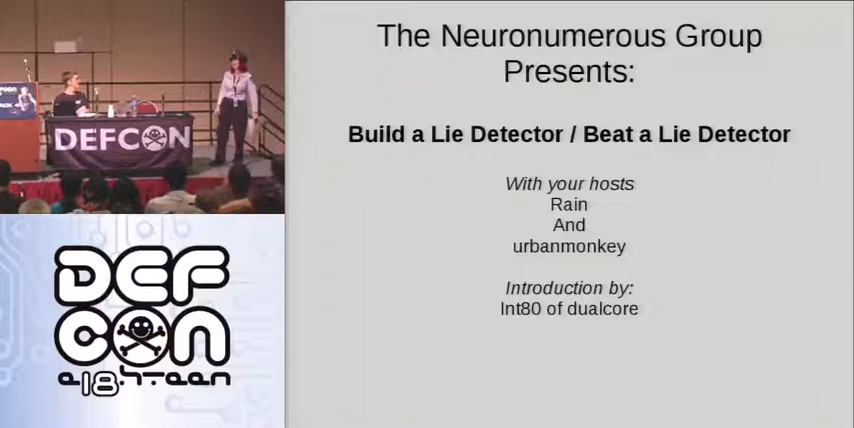 The Neuronumerous Group
Presents:
Build a Lie Detector / Beat a Lie Detector
With your hosts
Rain
And
urbanmonkey
Introduction by:
Int80 of dualcore
DEFCON
DEF
CON